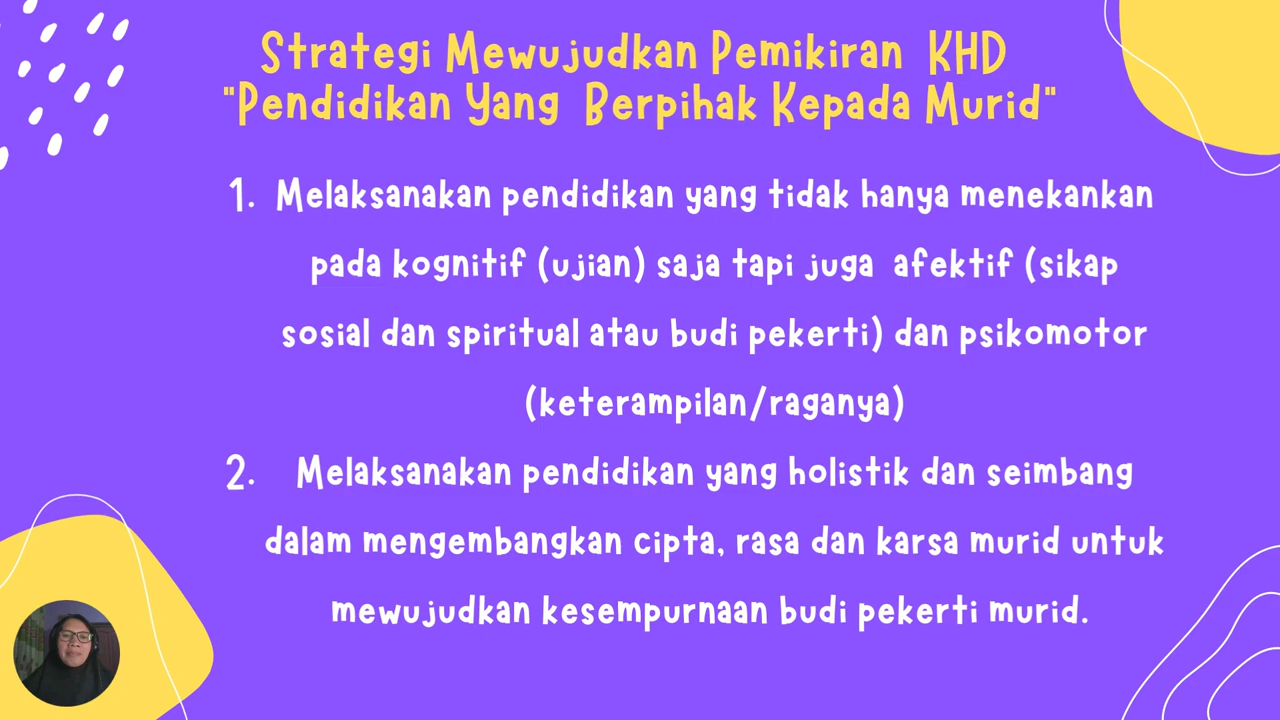 Strategi Mewujudkan Pemikiran KHD
"Pendidikan Yang Berpihak Kepada Murid"
1. Melaksanakan pendidikan yang tidak hanya menekankan
pada kognitif (ujian) saja tapi juga afektif (sikap
sosial dan spiritual atau budi pekerti) dan psikomotor
(keterampilan/raganya)
2. Melaksanakan pendidikan yang holistik dan seimbang
dalam mengembangkan cipta, rasa dan karsa murid untuk
mewujudkan kesempurnaan budi pekerti murid.